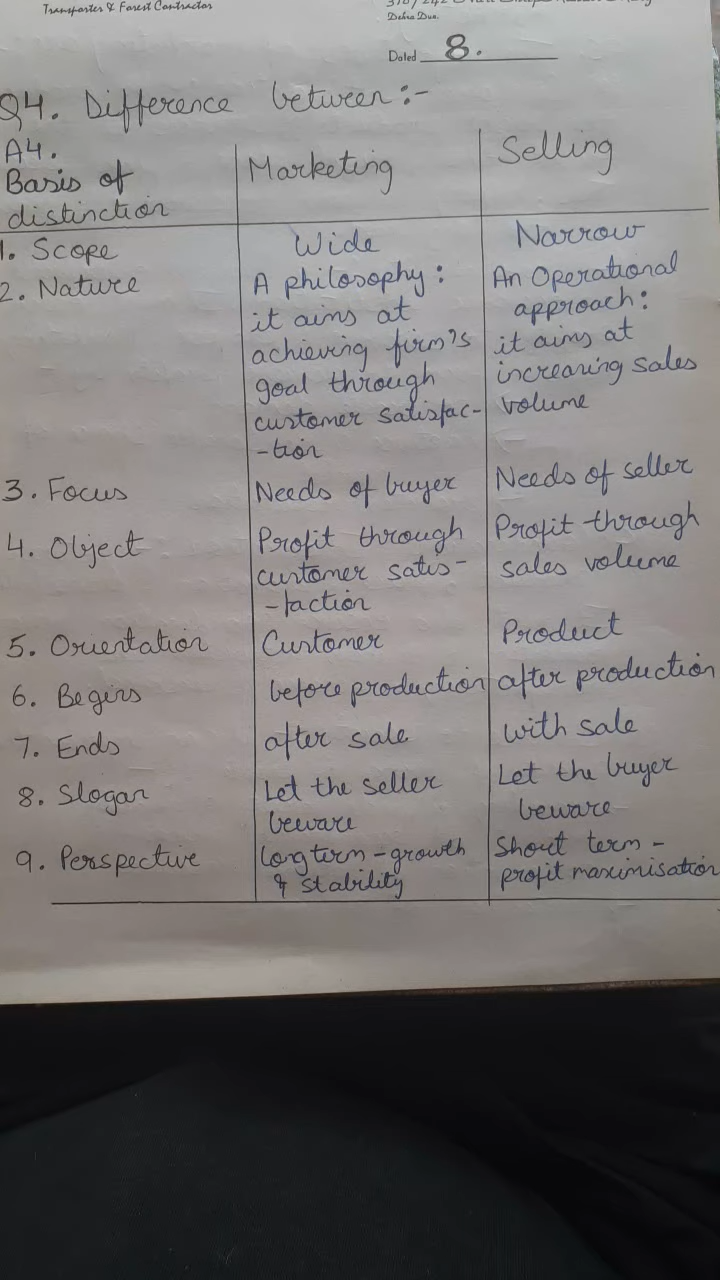 Transporter & Forest Contractor
Dehra Dun.
Dated 8.
Q4. Difference between:-
A4.
Basis of distinction | Marketing | Selling
1. Scope | Wide | Narrow
2. Nature | A philosophy: | An Operational
it aims at | approach:
achieving firm's | it aims at
goal through | increasing sales
customer satisfac- | volume
-tion
3. Focus | Needs of buyer | Needs of seller
4. Object | Profit through | Profit through
customer satis- | sales volume
-faction
5. Orientation | Customer | Product
6. Begins | before production | after production
7. Ends | after sale | with sale
8. Slogan | Let the seller | Let the buyer
beware | beware
9. Perspective | Long term - growth | Short term -
& stability | profit maximisation